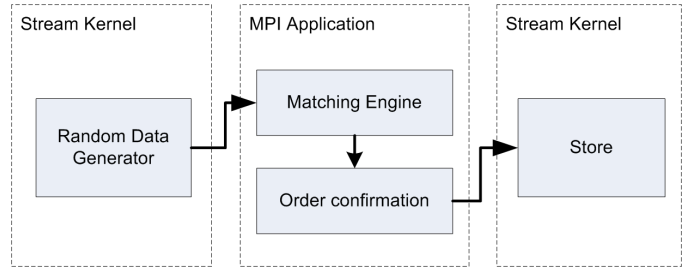 Stream Kernel
MPI Application
Stream Kernel
Random Data
Generator
Matching Engine
Order confirmation
Store